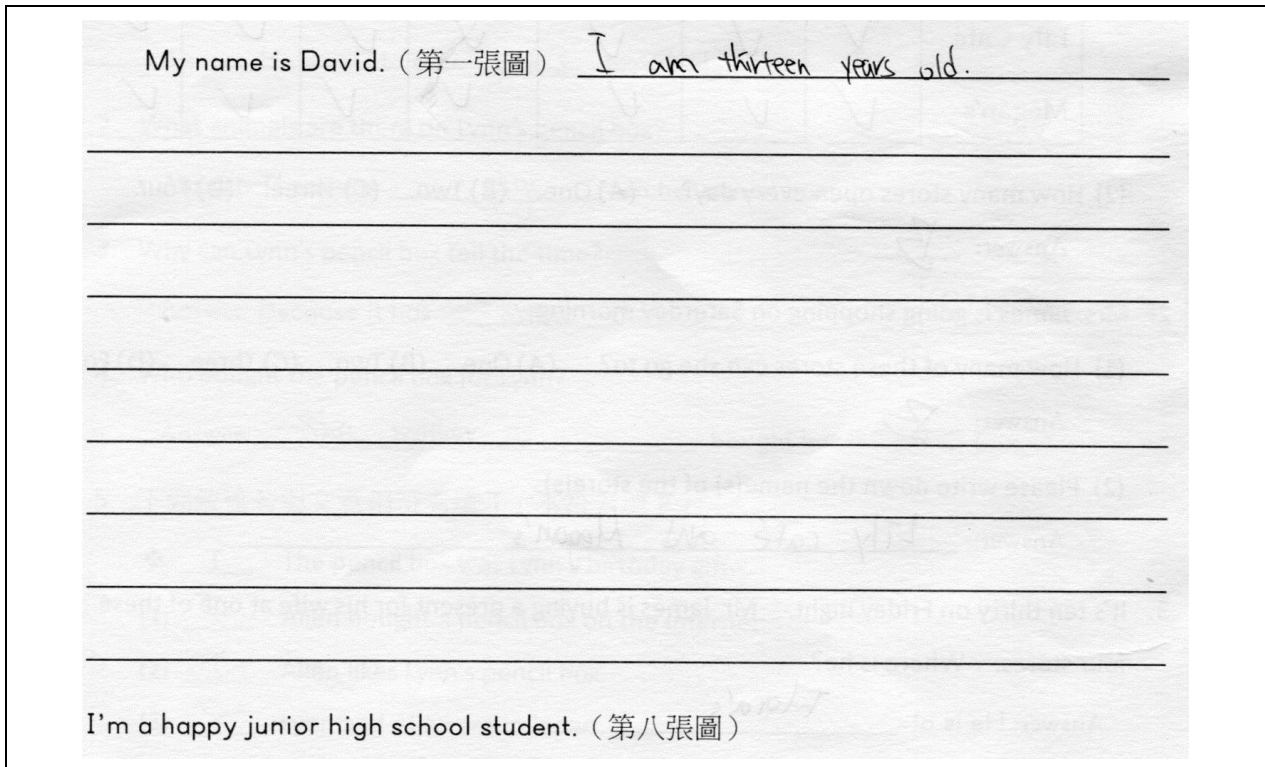 My name is David.（第一張圖） I am thirteen years old.
I'm a happy junior high school student.（第八張圖）